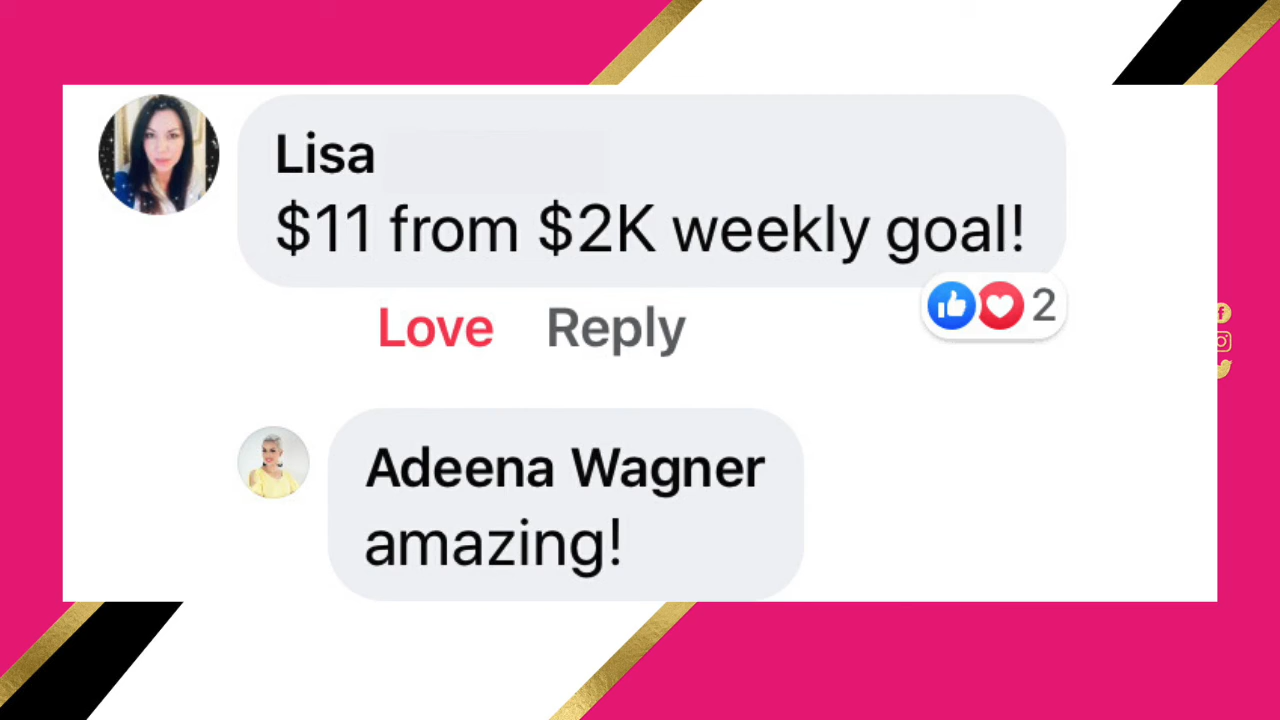 Lisa
$11 from $2K weekly goal!
Love Reply
2
Adeena Wagner
amazing!